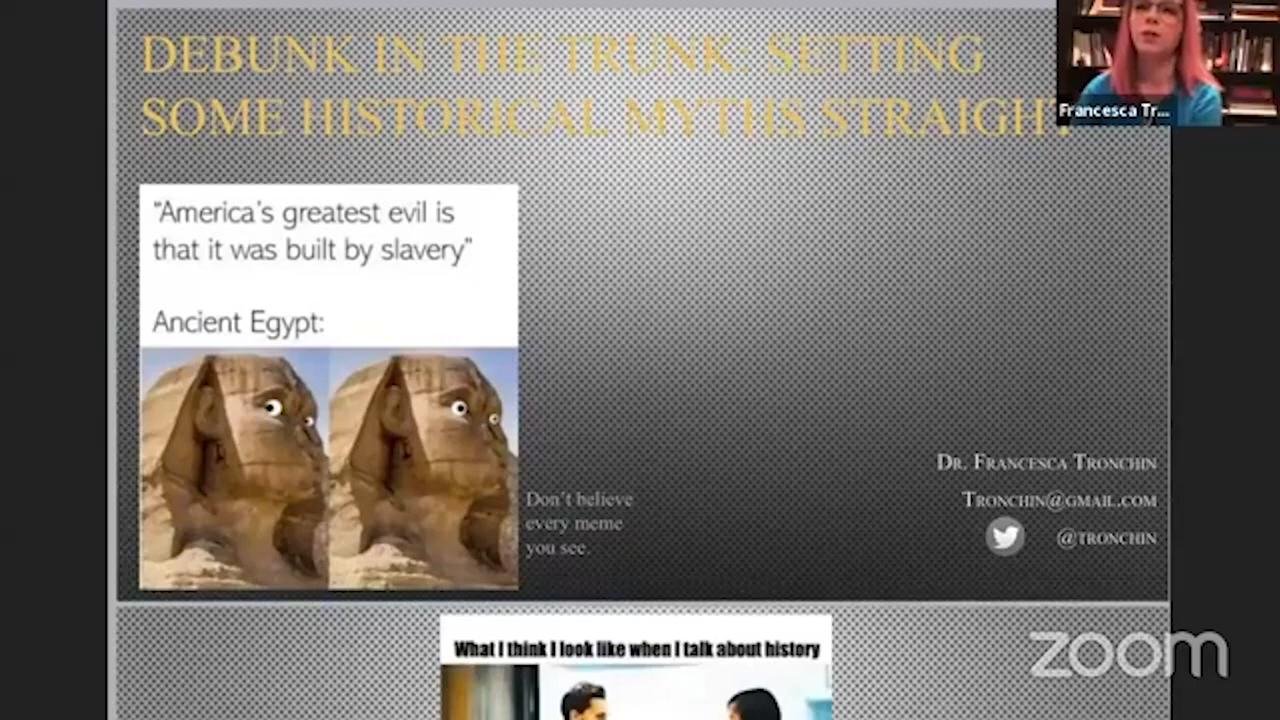 DEBUNK IN THE TRUNK: SETTING
SOME HISTORICAL MYTHS STRAIGHT
Francesca Tr...
"America's greatest evil is
that it was built by slavery"
Ancient Egypt:
Don't believe
every meme
you see.
DR. FRANCESCA TRONCHIN
TRONCHIN@GMAIL.COM
@TRONCHIN
What I think I look like when I talk about history
zoom